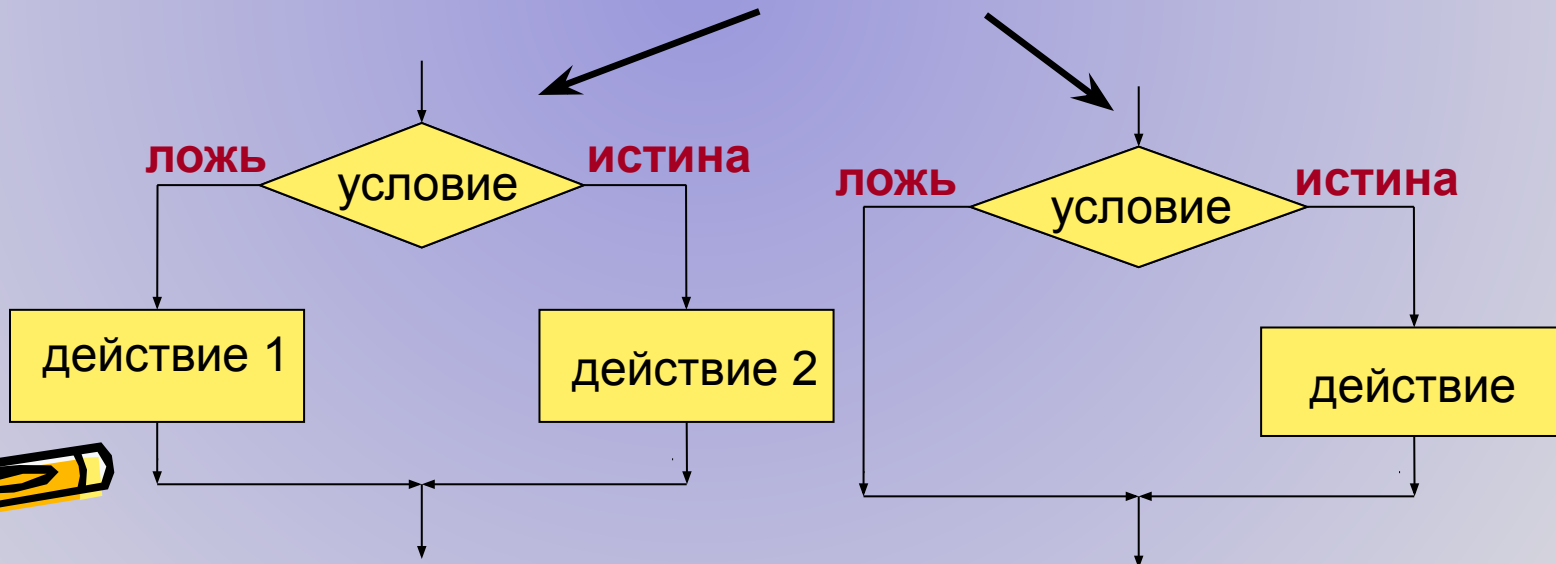 ложь
условие
истина
действие 1
действие 2
ложь
условие
истина
действие